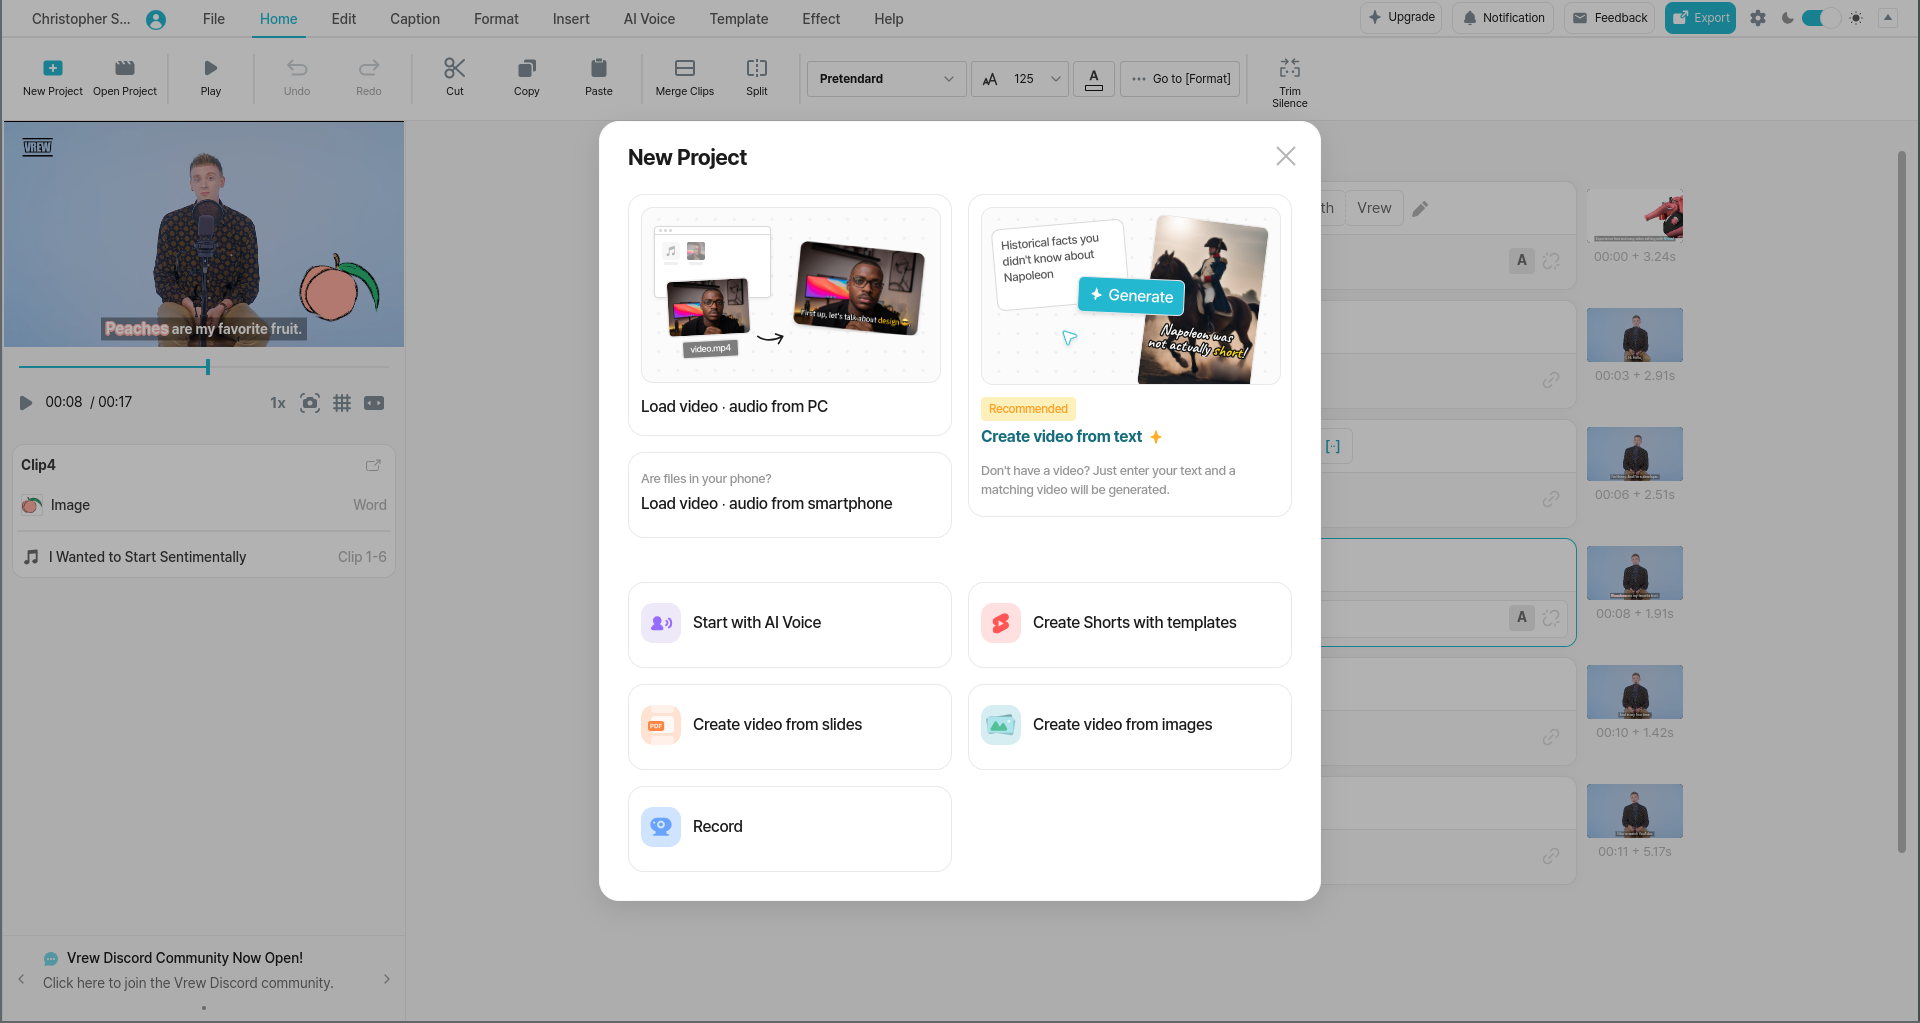 Christopher S...
File
Home
Edit
Caption
Format
Insert
AI Voice
Template
Effect
Help
Upgrade
Notification
Feedback
Export
New Project
Open Project
Play
Undo
Redo
Cut
Copy
Paste
Merge Clips
Split
Pretendard
125
A
Go to [Format]
Trim
Silence
VREW
Peaches are my favorite fruit.
00:08 / 00:17
1x
Clip4
Image
Word
I Wanted to Start Sentimentally
Clip 1-6
Vrew Discord Community Now Open!
Click here to join the Vrew Discord community.
New Project
video.mp4
First up, let's talk about design
Load video · audio from PC
Are files in your phone?
Load video · audio from smartphone
Historical facts you
didn't know about
Napoleon
Generate
Napoleon was
not actually short!
Recommended
Create video from text
Don't have a video? Just enter your text and a
matching video will be generated.
Start with AI Voice
Create Shorts with templates
PDF
Create video from slides
Create video from images
Record
th
Vrew
A
00:00 + 3.24s
00:03 + 2.91s
[··]
00:06 + 2.51s
A
00:08 + 1.91s
00:10 + 1.42s
00:11 + 5.17s